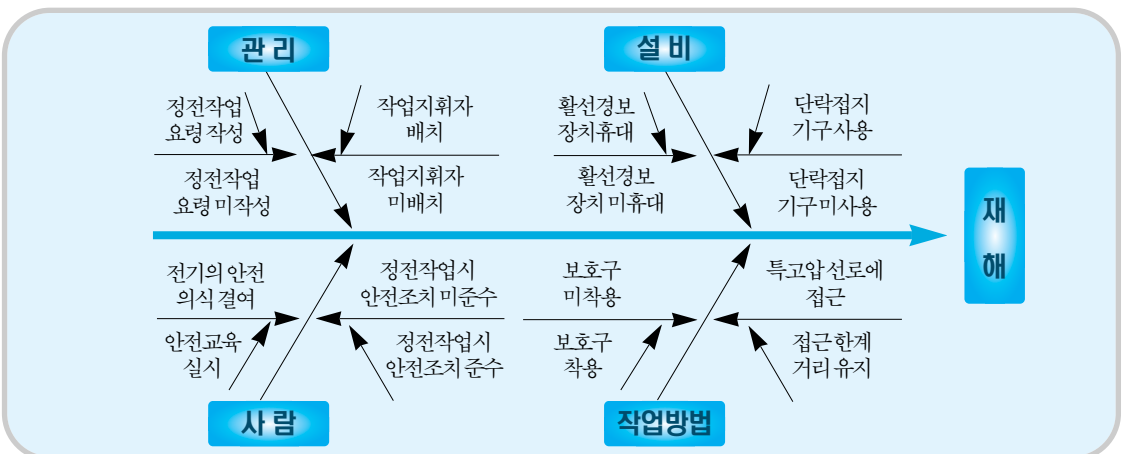 관 리
정전작업
요령 작성
작업지휘자
배치
정전작업
요령 미작성
작업지휘자
미배치
설 비
활선경보
장치휴대
단락접지
기구사용
활선경보
장치 미휴대
단락접지
기구미사용
재
해
전기의 안전
의식 결여
정전작업시
안전조치 미준수
안전교육
실시
정전작업시
안전조치 준수
사 람
보호구
미착용
특고압 선로에
접근
보호구
착용
접근 한계
거리 유지
작업방법